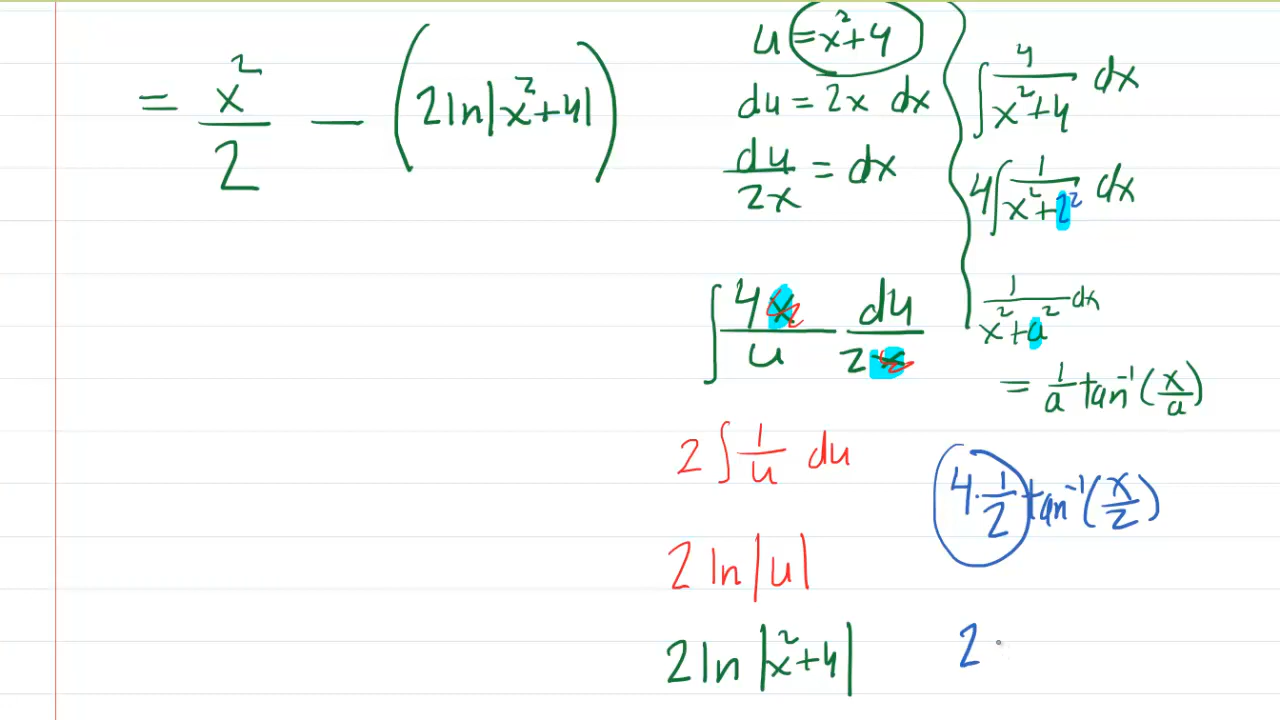 = x²/2 − (2ln|x²+4|)
u = x²+4
du = 2x dx
du/2x = dx
∫ 4x/u du/2x
2∫ 1/u du
2 ln|u|
2 ln|x²+4|
∫ 4/(x²+4) dx
4∫ 1/(x²+2²) dx
1/(x²+a²) dx
= 1/a tan⁻¹(x/a)
4·1/2 tan⁻¹(x/2)
2